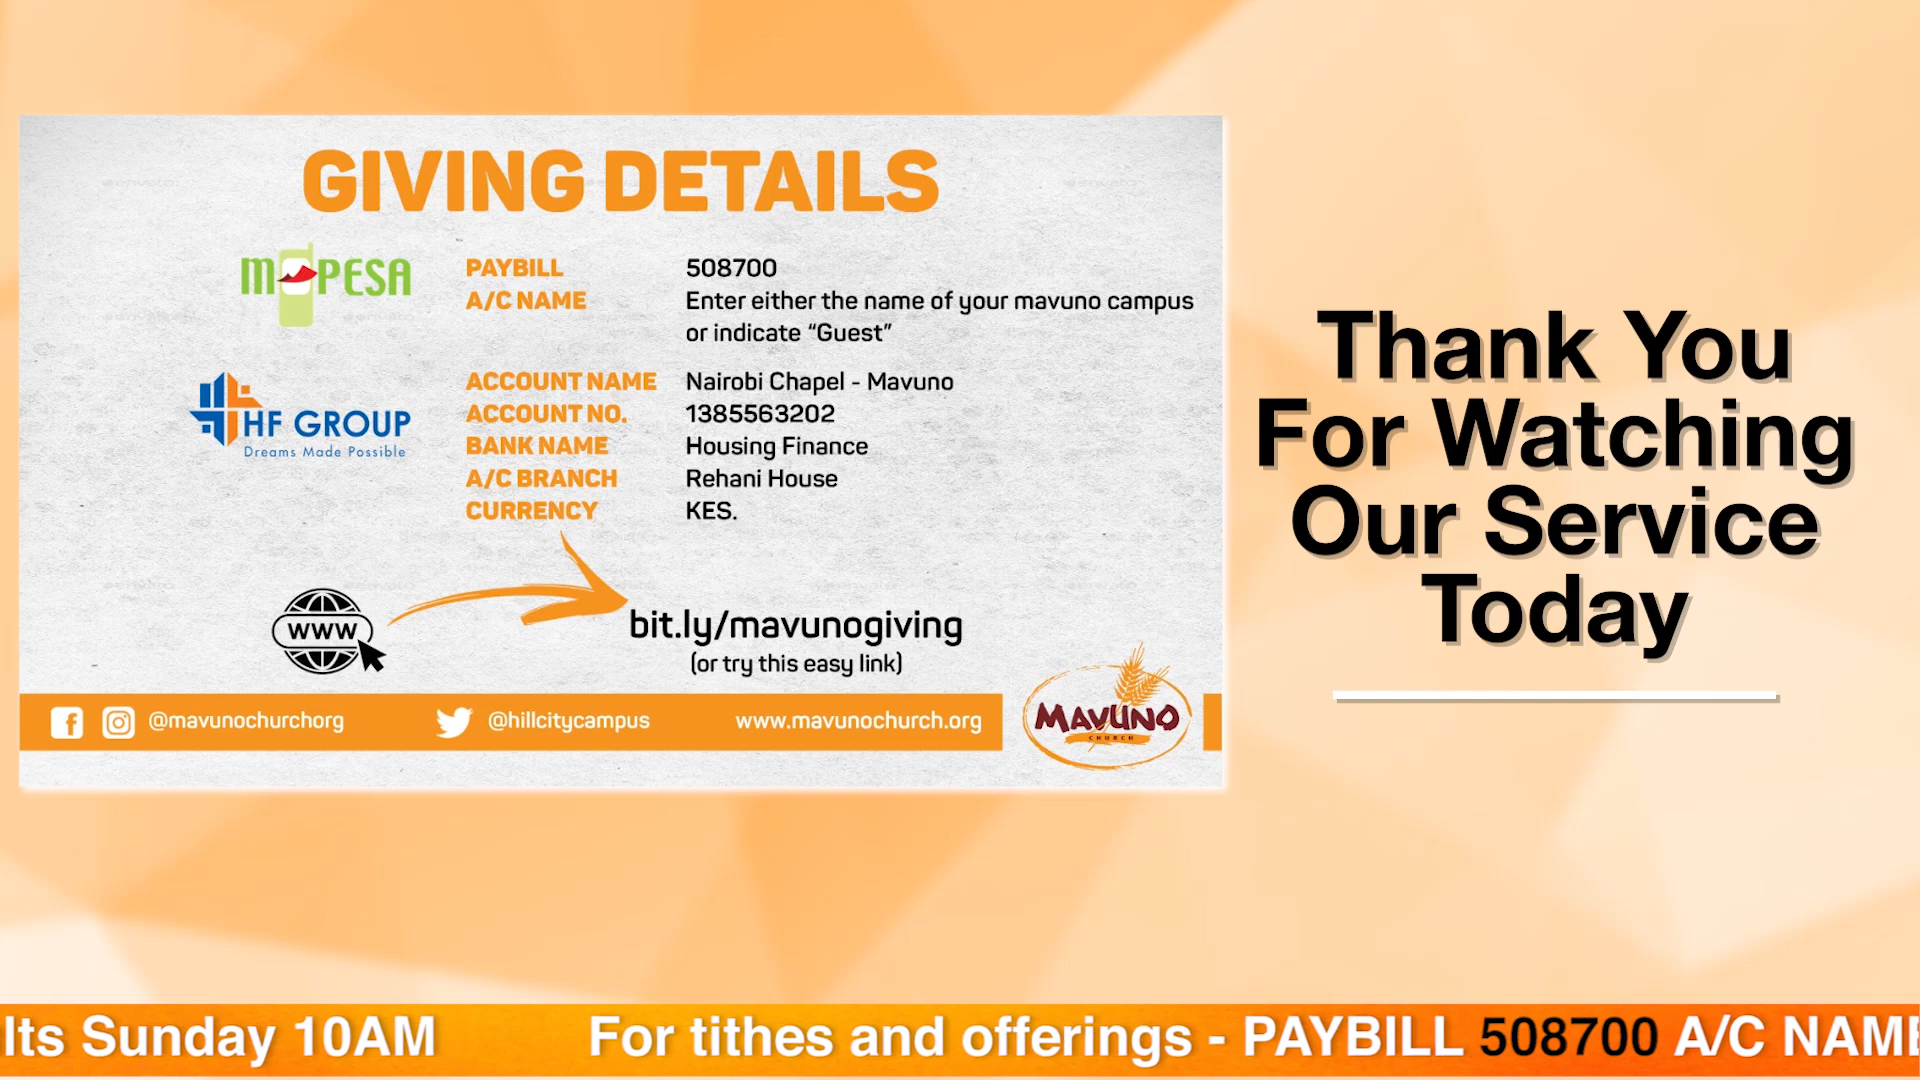 GIVING DETAILS
M-PESA
PAYBILL 508700
A/C NAME Enter either the name of your mavuno campus
or indicate “Guest”
HF GROUP
Dreams Made Possible
ACCOUNT NAME Nairobi Chapel - Mavuno
ACCOUNT NO. 1385563202
BANK NAME Housing Finance
A/C BRANCH Rehani House
CURRENCY KES.
www
bit.ly/mavunogiving
(or try this easy link)
@mavunochurchorg @hillcitycampus www.mavunochurch.org
MAVUNO
CHURCH
Thank You
For Watching
Our Service
Today
Sunday 10AM For tithes and offerings - PAYBILL 508700 A/C NAME